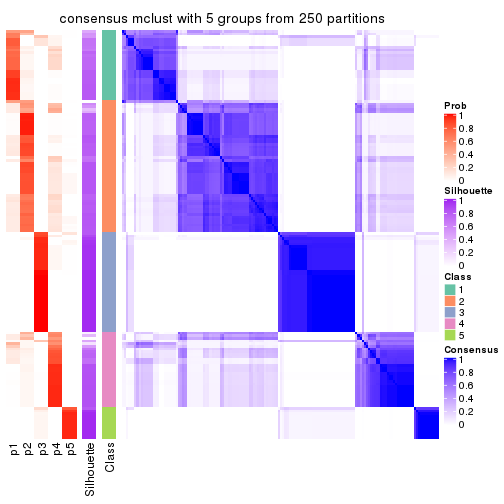 consensus mclust with 5 groups from 250 partitions
Prob
1
0.8
0.6
0.4
0.2
0
Silhouette
1
0.8
0.6
0.4
0.2
0
Class
1
2
3
4
5
Consensus
1
0.8
0.6
0.4
0.2
0
p1
p2
p3
p4
p5
Silhouette
Class